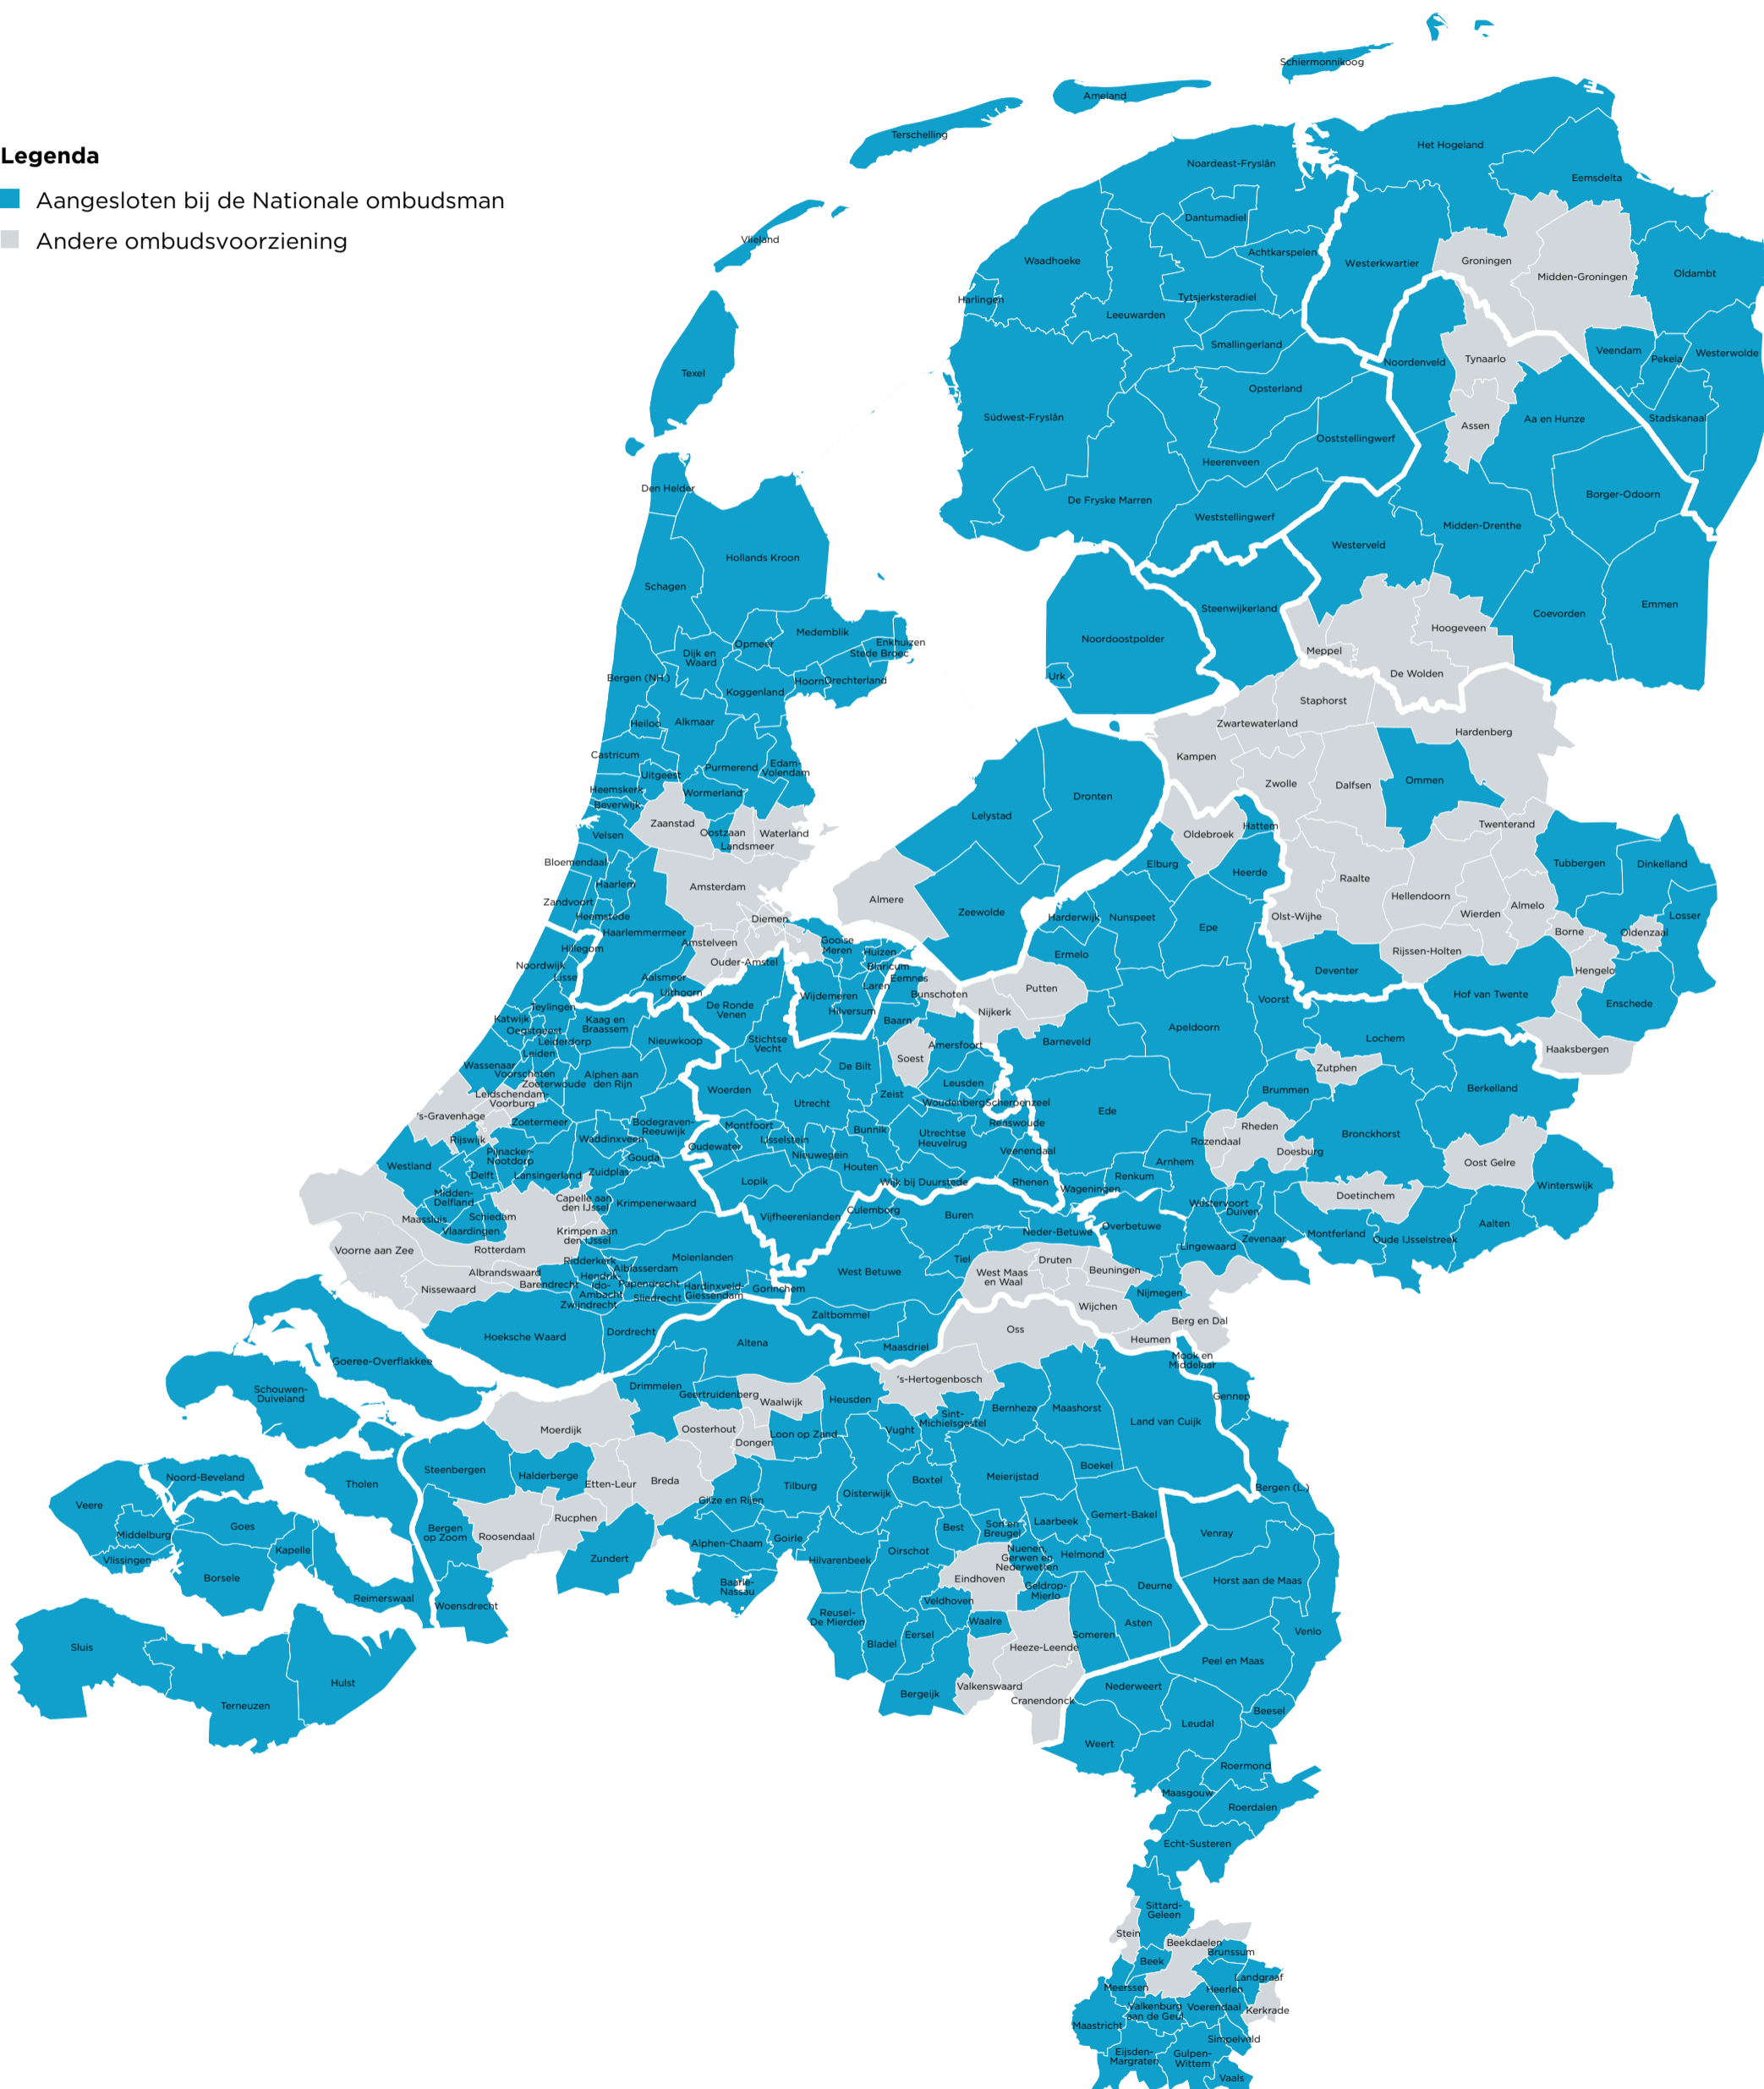 Legenda
Aangesloten bij de Nationale ombudsman
Andere ombudsvoorziening
Schiermonnikoog
Ameland
Terschelling
Vlieland
Texel
Het Hogeland
Eemsdelta
Noardeast-Fryslân
Dantumadiel
Achtkarspelen
Waadhoeke
Westerkwartier
Groningen
Midden-Groningen
Oldambt
Harlingen
Tytsjerksteradiel
Leeuwarden
Smallingerland
Veendam
Pekela
Westerwolde
Noordenveld
Tynaarlo
Opsterland
Súdwest-Fryslân
Assen
Aa en Hunze
Stadskanaal
Ooststellingwerf
Heerenveen
De Fryske Marren
Borger-Odoorn
Weststellingwerf
Midden-Drenthe
Westerveld
Den Helder
Hollands Kroon
Schagen
Steenwijkerland
Coevorden
Emmen
Noordoostpolder
Hoogeveen
Meppel
De Wolden
Urk
Medemblik
Opmeer
Enkhuizen
Stede Broec
Dijk en
Waard
Bergen (NH.)
Hoorn
Drechterland
Koggenland
Heiloo
Alkmaar
Staphorst
Zwartewaterland
Hardenberg
Castricum
Uitgeest
Purmerend
Edam-
Volendam
Kampen
Zwolle
Dalfsen
Ommen
Heemskerk
Wormerland
Beverwijk
Dronten
Lelystad
Zaanstad
Oostzaan
Waterland
Landsmeer
Velsen
Oldebroek
Hattem
Twenterand
Bloemendaal
Haarlem
Amsterdam
Elburg
Heerde
Tubbergen
Dinkelland
Raalte
Zandvoort
Heemstede
Diemen
Almere
Zeewolde
Harderwijk
Nunspeet
Epe
Olst-Wijhe
Hellendoorn
Wierden
Almelo
Losser
Borne
Oldenzaal
Haarlemmermeer
Amstelveen
Gooise
Meren
Huizen
Ermelo
Rijssen-Holten
Hillegom
Ouder-Amstel
Blaricum
Deventer
Hengelo
Noordwijk
Lisse
Aalsmeer
Uithoorn
Laren
Eemnes
Bunschoten
Putten
Wijdemeren
Voorst
Hof van Twente
Enschede
Teylingen
De Ronde
Venen
Hilversum
Nijkerk
Katwijk
Oegstgeest
Kaag en
Braassem
Baarn
Apeldoorn
Leiderdorp
Nieuwkoop
Stichtse
Vecht
Amersfoort
Barneveld
Lochem
Leiden
Soest
Haaksbergen
Wassenaar
Voorschoten
Zoeterwoude
Alphen aan
den Rijn
De Bilt
Zutphen
Leidschendam-
Voorburg
Woerden
Utrecht
Zeist
Leusden
Woudenberg
Scherpenzeel
Brummen
Berkelland
's-Gravenhage
Zoetermeer
Bodegraven-
Reeuwijk
Montfoort
Bunnik
Renswoude
Ede
Rheden
Bronckhorst
Rijswijk
Waddinxveen
Oudewater
IJsselstein
Utrechtse
Heuvelrug
Rozendaal
Pijnacker-
Nootdorp
Gouda
Nieuwegein
Veenendaal
Doesburg
Westland
Delft
Lansingerland
Zuidplas
Houten
Arnhem
Oost Gelre
Lopik
Wijk bij Duurstede
Rhenen
Wageningen
Renkum
Winterswijk
Midden-
Delfland
Capelle aan
den IJssel
Krimpenerwaard
Doetinchem
Maassluis
Schiedam
Vlaardingen
Vijfheerenlanden
Culemborg
Buren
Westervoort
Duiven
Krimpen aan
den IJssel
Neder-Betuwe
Overbetuwe
Aalten
Voorne aan Zee
Rotterdam
Molenlanden
Tiel
Lingewaard
Zevenaar
Montferland
Oude IJsselstreek
Ridderkerk
Alblasserdam
Albrandswaard
West Betuwe
Druten
Nissewaard
Barendrecht
Hendrik-
Ido-
Ambacht
Papendrecht
Hardinxveld-
Giessendam
Gorinchem
West Maas
en Waal
Beuningen
Nijmegen
Sliedrecht
Zwijndrecht
Zaltbommel
Wijchen
Hoeksche Waard
Dordrecht
Altena
Maasdriel
Oss
Heumen
Berg en Dal
Goeree-Overflakkee
Mook en
Middelaar
Schouwen-
Duiveland
Drimmelen
Geertruidenberg
Waalwijk
Heusden
's-Hertogenbosch
Gennep
Moerdijk
Oosterhout
Dongen
Loon op Zand
Vught
Sint-
Michielsgestel
Bernheze
Maashorst
Land van Cuijk
Steenbergen
Halderberge
Etten-Leur
Breda
Tilburg
Oisterwijk
Boxtel
Meierijstad
Boekel
Bergen (L.)
Noord-Beveland
Tholen
Veere
Gilze en Rijen
Goes
Bergen
op Zoom
Roosendaal
Rucphen
Best
Son en
Breugel
Laarbeek
Gemert-Bakel
Venray
Middelburg
Kapelle
Alphen-Chaam
Goirle
Oirschot
Nuenen,
Gerwen en
Nederwetten
Helmond
Vlissingen
Borsele
Zundert
Hilvarenbeek
Eindhoven
Geldrop-
Mierlo
Deurne
Horst aan de Maas
Reimerswaal
Woensdrecht
Baarle-
Nassau
Reusel-
De Mierden
Veldhoven
Waalre
Asten
Someren
Venlo
Sluis
Bladel
Eersel
Heeze-Leende
Peel en Maas
Hulst
Bergeijk
Valkenswaard
Cranendonck
Nederweert
Terneuzen
Leudal
Beesel
Weert
Roermond
Maasgouw
Roerdalen
Echt-Susteren
Sittard-
Geleen
Stein
Beekdaelen
Brunssum
Beek
Landgraaf
Meerssen
Heerlen
Valkenburg
aan de Geul
Voerendaal
Kerkrade
Maastricht
Simpelveld
Eijsden-
Margraten
Gulpen-
Wittem
Vaals